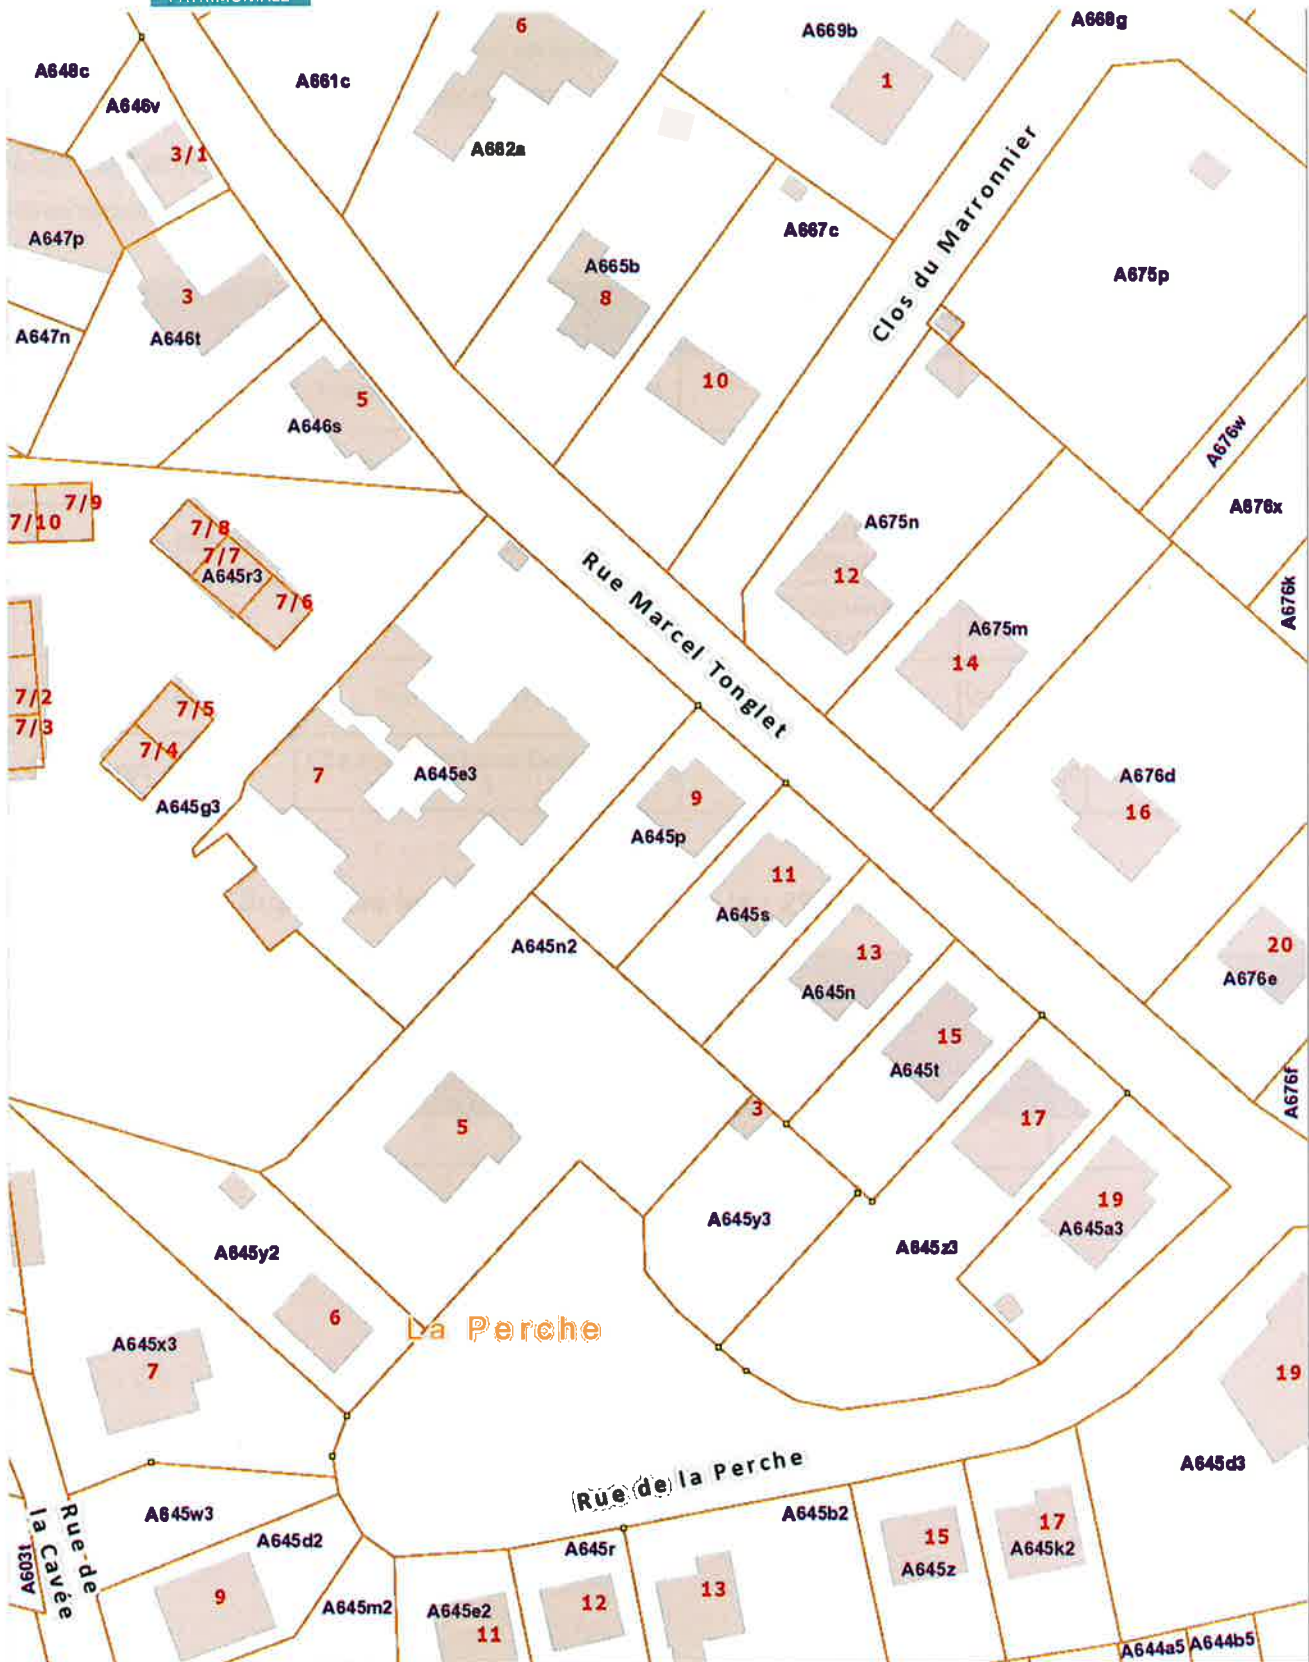 6
A669b
A668g
A648c
A661c
1
A646v
3/1
A662a
Clos du Marronnier
A647p
A667c
A665b
A675p
3
8
A647n
A646t
10
5
A646s
A676w
7/9
A676x
7/10
7/8
A675n
7/7
A645r3
Rue Marcel Tonglet
12
7/6
A676k
A675m
14
7/2
7/5
7/3
7/4
A645e3
7
A676d
A645g3
9
16
A645p
11
A645s
A645n2
13
20
A645n
A676e
15
A645t
A676f
3
5
17
19
A645y3
A645a3
A645y2
A645z3
6
La Perche
A645x3
7
19
Rue de la Perche
A645d3
A645w3
A645b2
Rue de
la Cavée
A603t
A645d2
A645r
15
17
A645k2
A645z
9
13
A645m2
A645e2
12
11
A644a5
A644b5